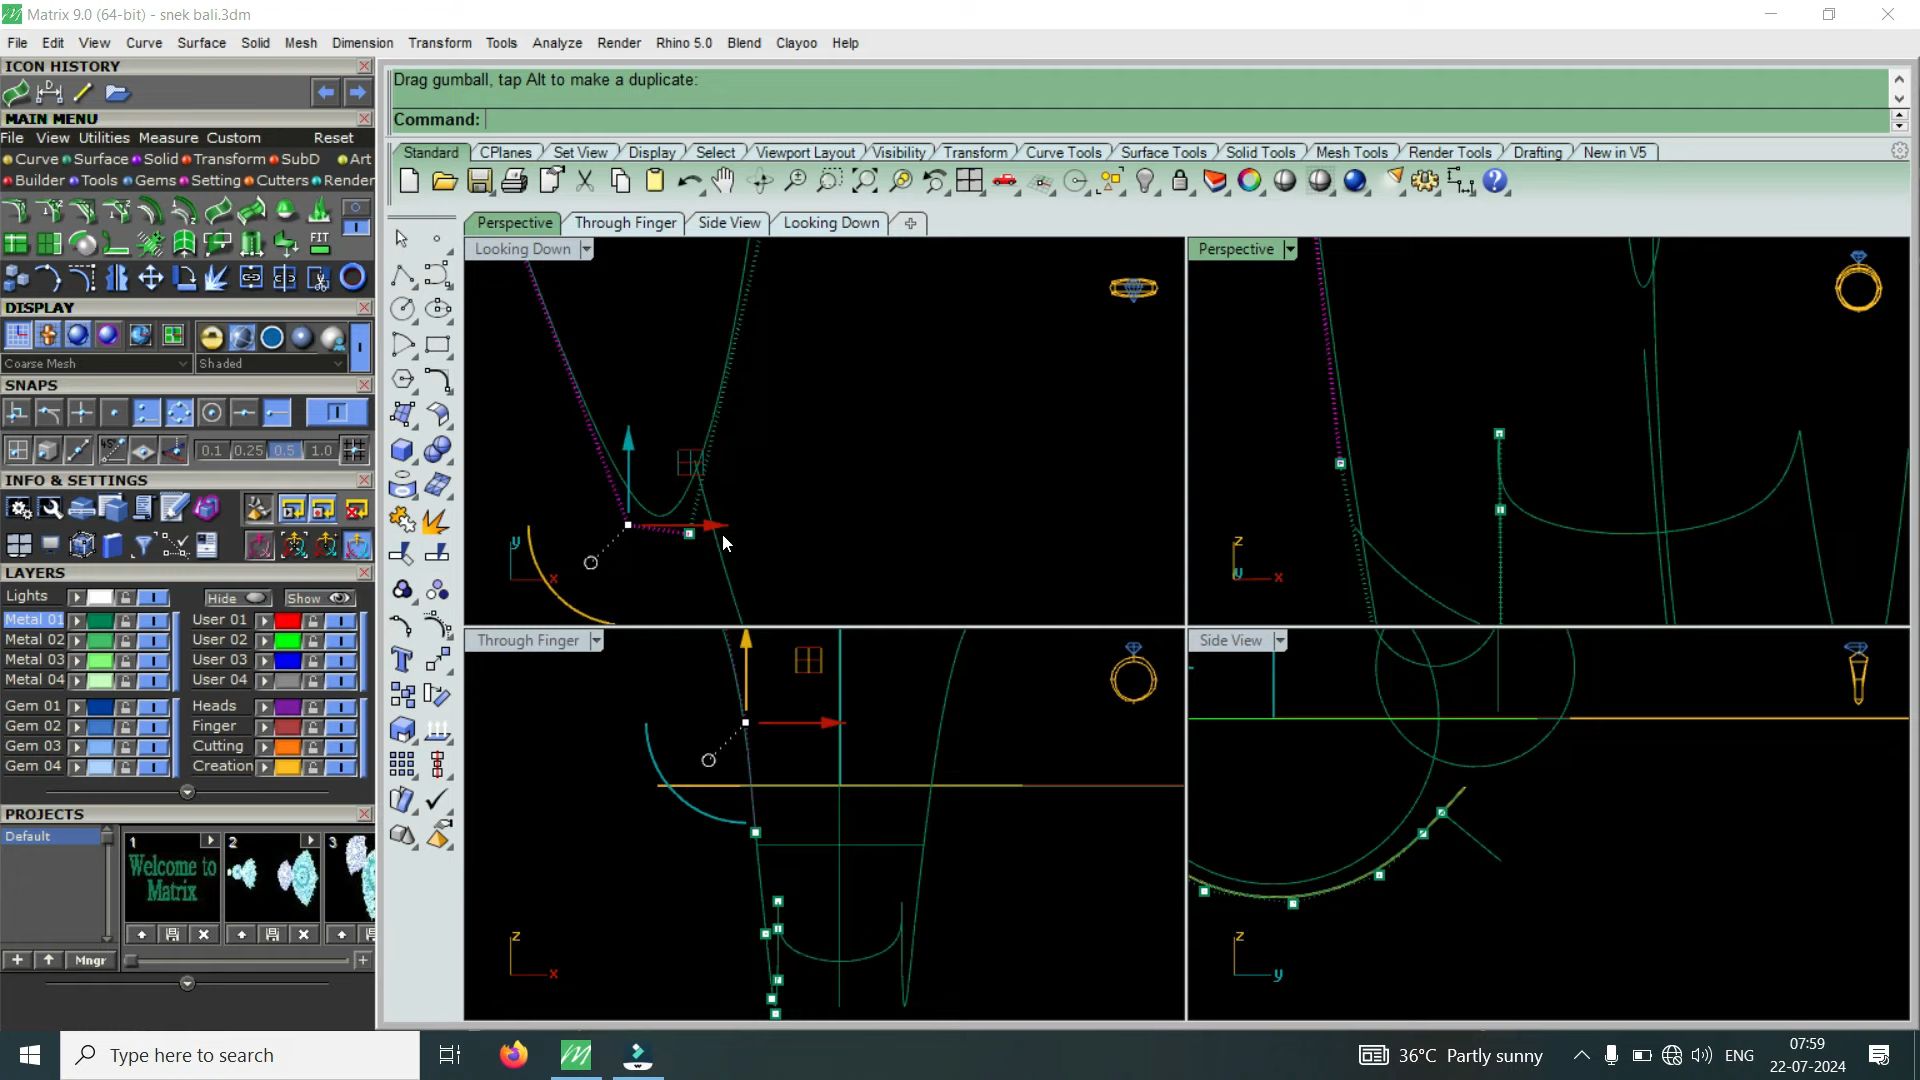 Matrix 9.0 (64-bit) - snek bali.3dm
File Edit View Curve Surface Solid Mesh Dimension Transform Tools Analyze Render Rhino 5.0 Blend Clayoo Help
ICON HISTORY
MAIN MENU
File View Utilities Measure Custom Reset
Curve Surface Solid Transform SubD Art
Builder Tools Gems Setting Cutters Render
FIT
DISPLAY
Coarse Mesh Shaded
SNAPS
0.1 0.25 0.5 1.0
INFO & SETTINGS
LAYERS
Lights Hide Show
Metal 01 User 01
Metal 02 User 02
Metal 03 User 03
Metal 04 User 04
Gem 01 Heads
Gem 02 Finger
Gem 03 Cutting
Gem 04 Creation
PROJECTS
Default
1 2 3
Welcome to
Matrix
Mngr
Drag gumball, tap Alt to make a duplicate:
Command:
Standard CPlanes Set View Display Select Viewport Layout Visibility Transform Curve Tools Surface Tools Solid Tools Mesh Tools Render Tools Drafting New in V5
Perspective Through Finger Side View Looking Down
Looking Down
y
x
Perspective
z
y
x
Through Finger
z
x
Side View
z
y
Type here to search
36°C Partly sunny
ENG
07:59
22-07-2024